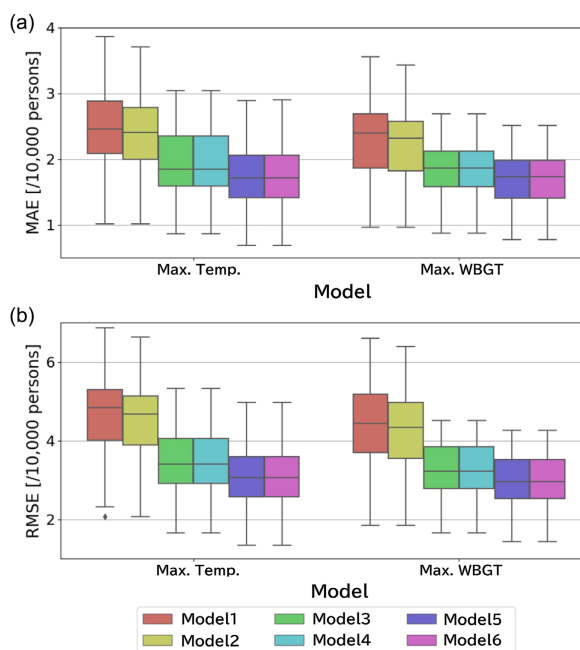 (a)
MAE [/10,000 persons]
4
3
2
1
Max. Temp.
Max. WBGT
Model
(b)
RMSE [/10,000 persons]
6
4
2
Max. Temp.
Max. WBGT
Model
Model1
Model3
Model5
Model2
Model4
Model6